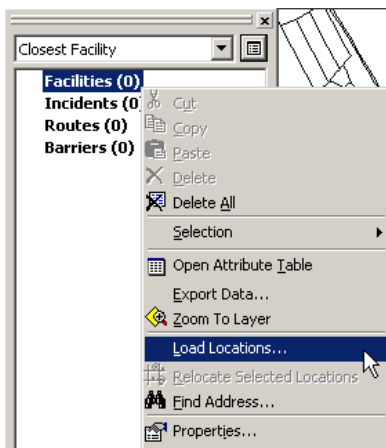 Closest Facility
Facilities (0)
Incidents (0
Routes (0)
Barriers (0)
Cut
Copy
Paste
Delete
Delete All
Selection
Open Attribute Table
Export Data...
Zoom To Layer
Load Locations...
Relocate Selected Locations
Find Address...
Properties...